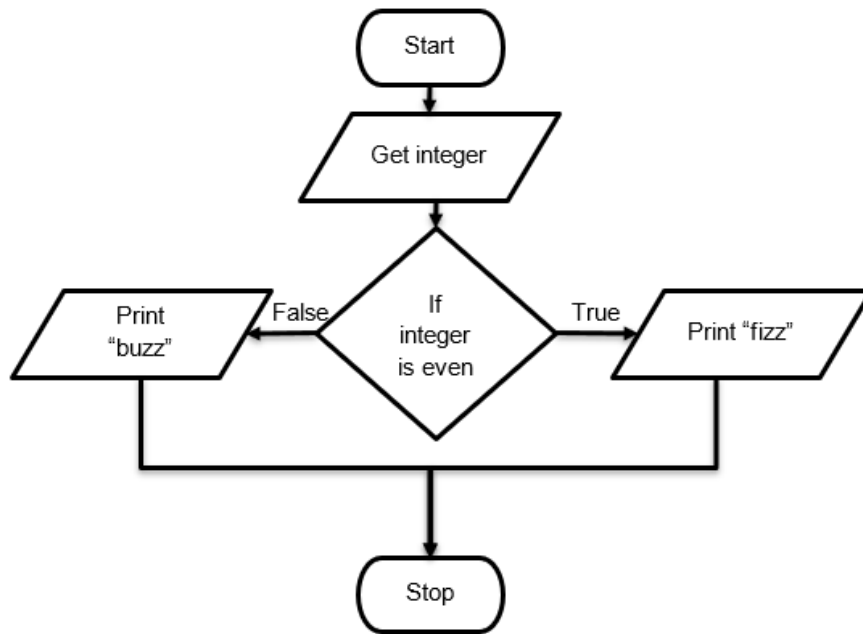 Start
Get integer
If
integer
is even
False
True
Print
“buzz”
Print “fizz”
Stop